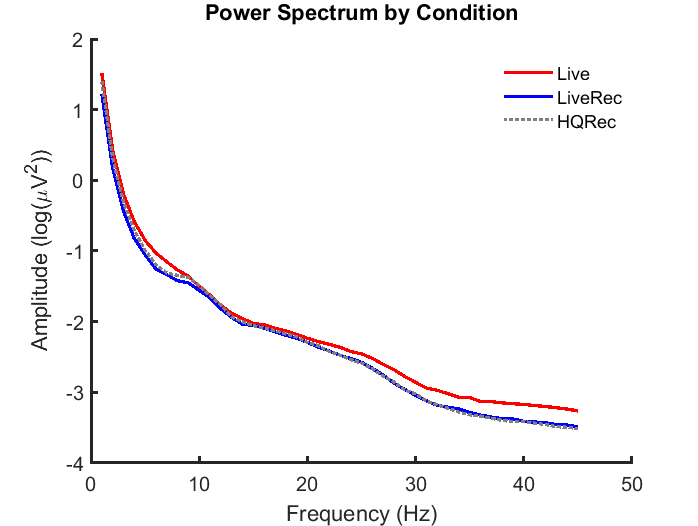 Power Spectrum by Condition
Amplitude (log(μV²))
2
1
0
-1
-2
-3
-4
Live
LiveRec
HQRec
0 10 20 30 40 50
Frequency (Hz)